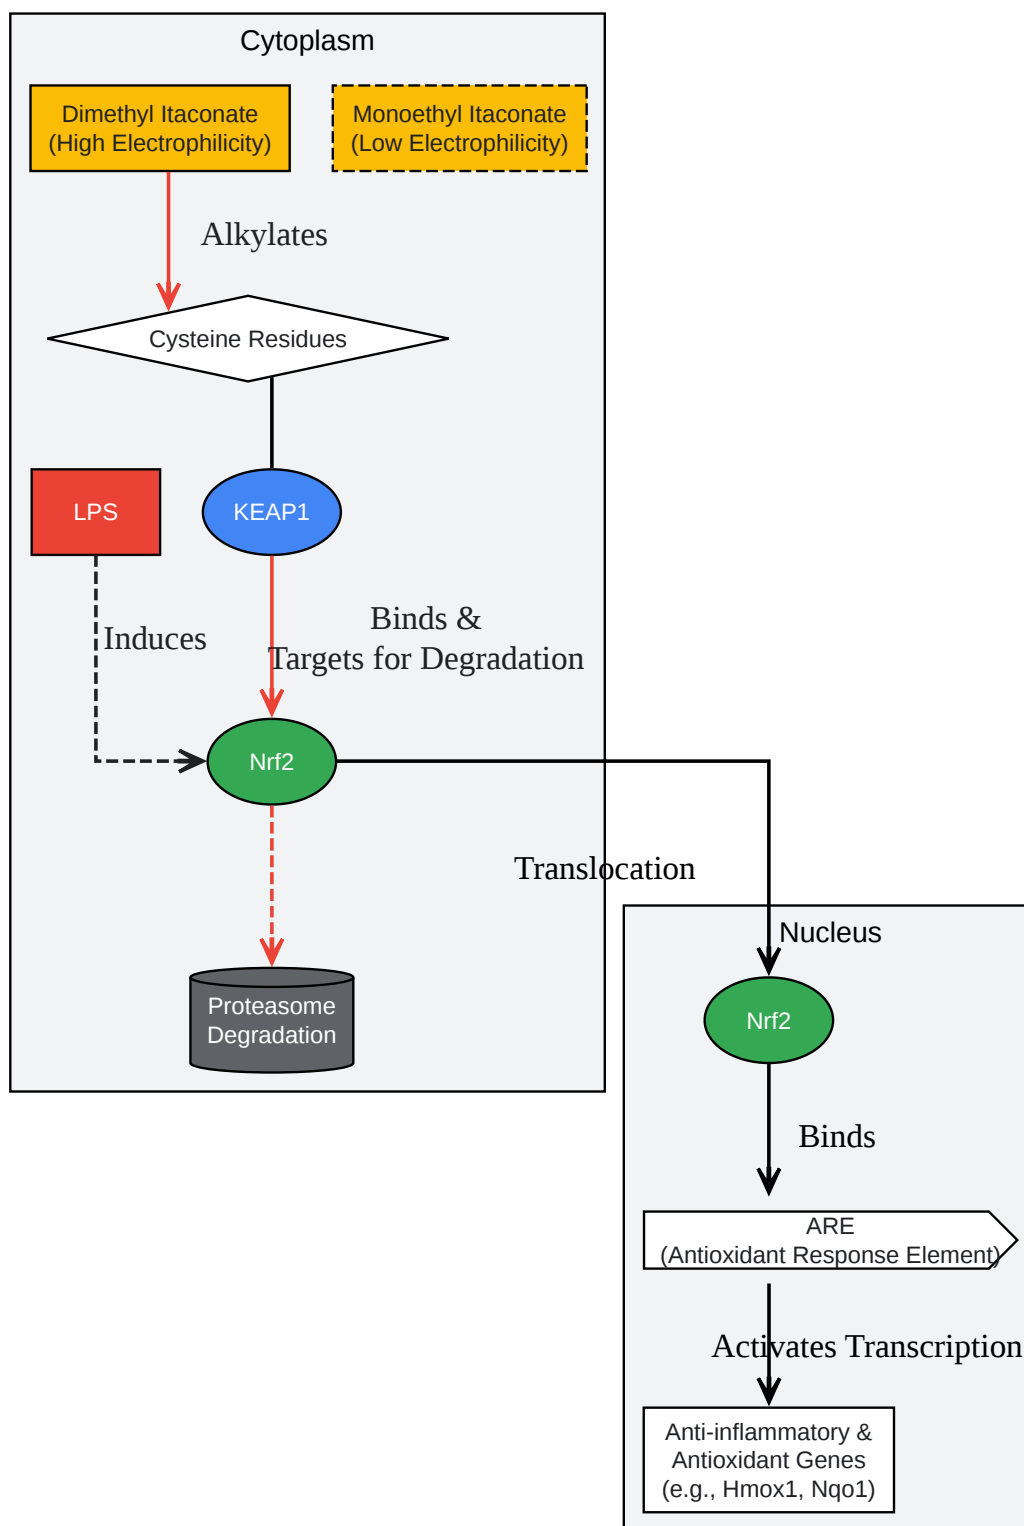 Cytoplasm
Dimethyl Itaconate
(High Electrophilicity)
Monoethyl Itaconate
(Low Electrophilicity)
Alkylates
Cysteine Residues
LPS
KEAP1
Induces
Binds &
Targets for Degradation
Nrf2
Translocation
Proteasome
Degradation
Nucleus
Nrf2
Binds
ARE
(Antioxidant Response Element)
Activates Transcription
Anti-inflammatory &
Antioxidant Genes
(e.g., Hmox1, Nqo1)